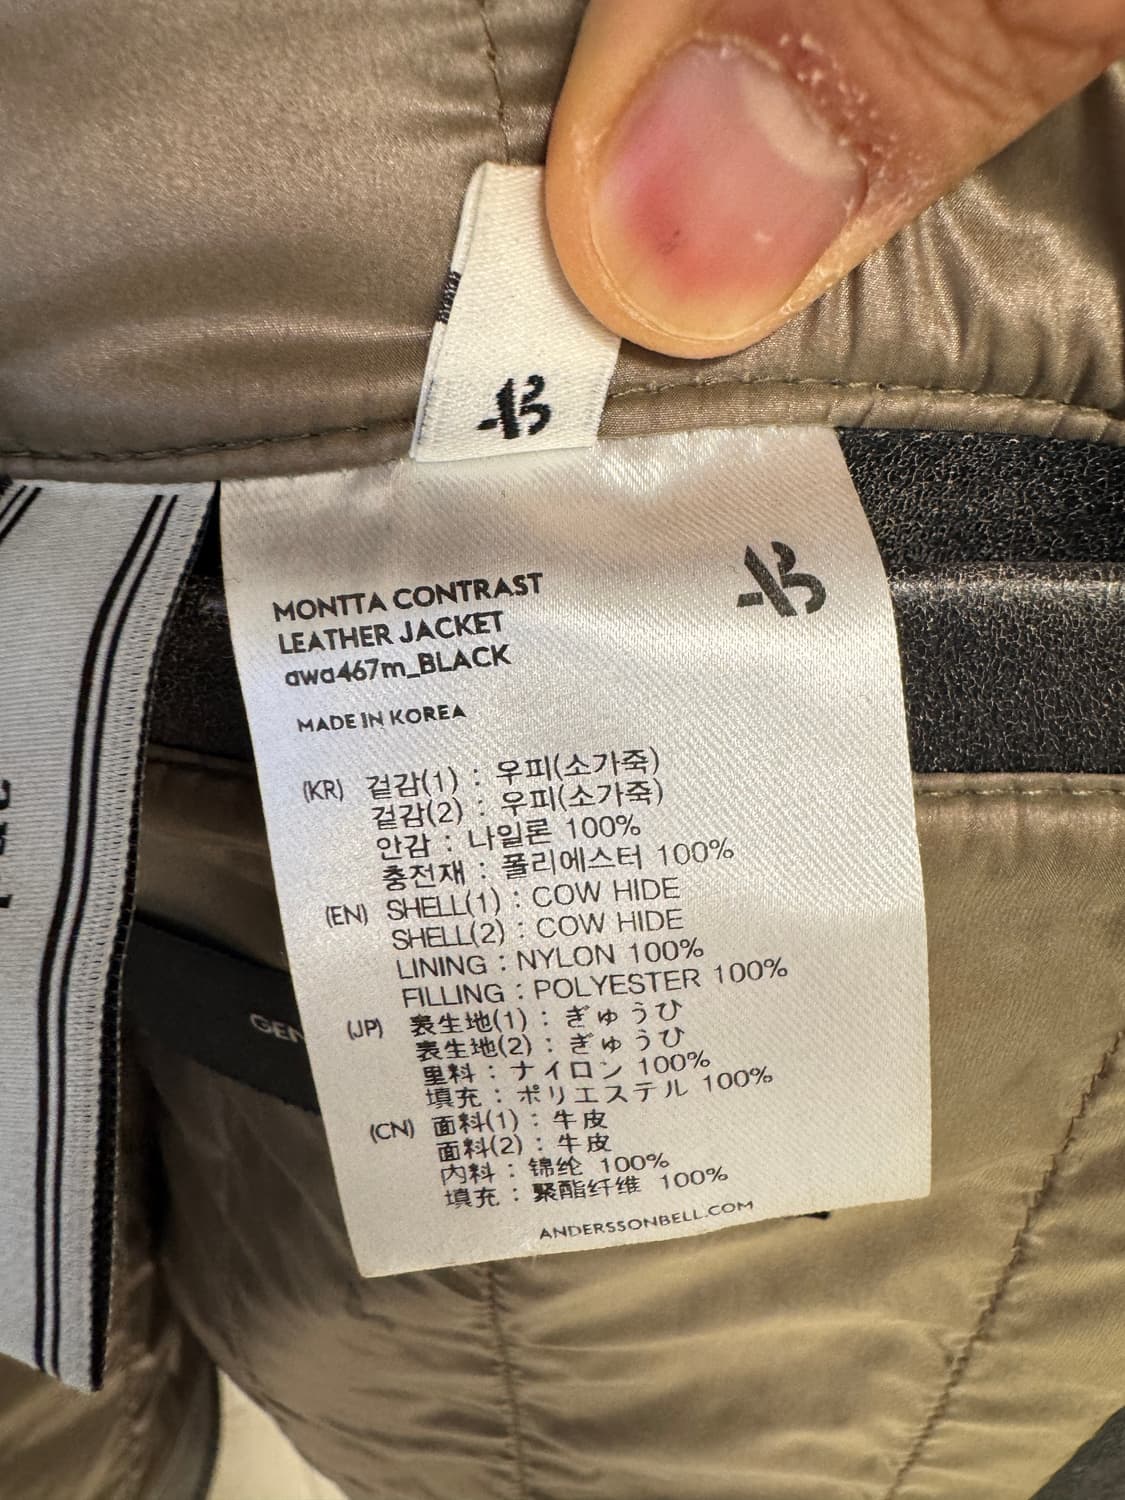 MONTTA CONTRAST
LEATHER JACKET
awa467m_BLACK
MADE IN KOREA
(KR) 겉감(1) : 우피(소가죽)
겉감(2) : 우피(소가죽)
안감 : 나일론 100%
충전재 : 폴리에스터 100%
(EN) SHELL(1) : COW HIDE
SHELL(2) : COW HIDE
LINING : NYLON 100%
FILLING : POLYESTER 100%
(JP) 表生地(1) : ぎゅうひ
表生地(2) : ぎゅうひ
里料 : ナイロン 100%
填充 : ポリエステル 100%
(CN) 面料(1) : 牛皮
面料(2) : 牛皮
内料 : 锦纶 100%
填充 : 聚酯纤维 100%
ANDERSSONBELL.COM